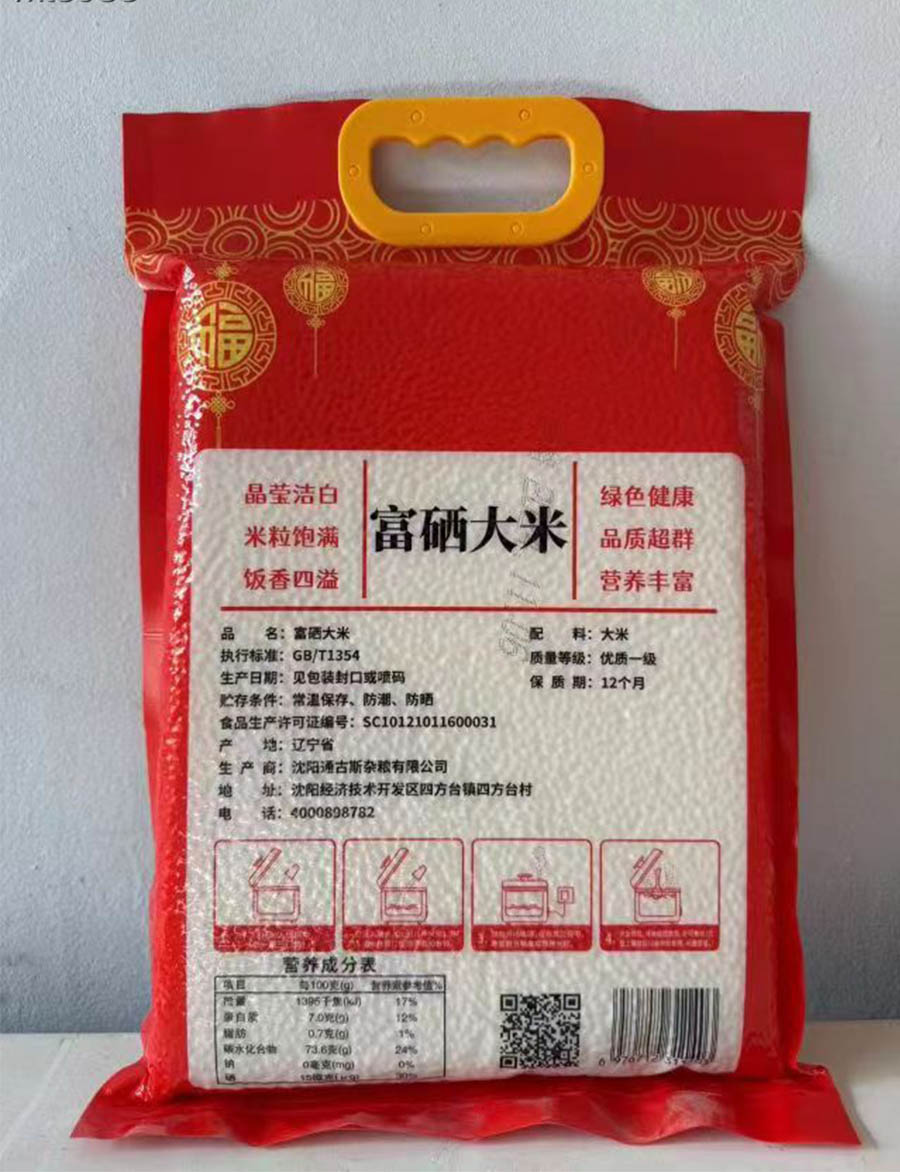 福
福
福
福
晶莹洁白
米粒饱满
饭香四溢
富硒大米
绿色健康
品质超群
营养丰富
品 名：富硒大米
配 料：大米
执行标准：GB/T1354
质量等级：优质一级
生产日期：见包装封口或喷码
保 质 期：12个月
贮存条件：常温保存、防潮、防晒
食品生产许可证编号：SC10121011600031
产 地：辽宁省
生 产 商：沈阳通古斯杂粮有限公司
地 址：沈阳经济技术开发区四方台镇四方台村
电 话：4000898782
营养成分表
项目 每100克(g) 营养素参考值%
能量 1395千焦(kJ) 17%
蛋白质 7.0克(g) 12%
脂肪 0.7克(g) 1%
碳水化合物 73.6克(g) 24%
钠 0毫克(mg) 0%
硒 15微克(μg) 30%